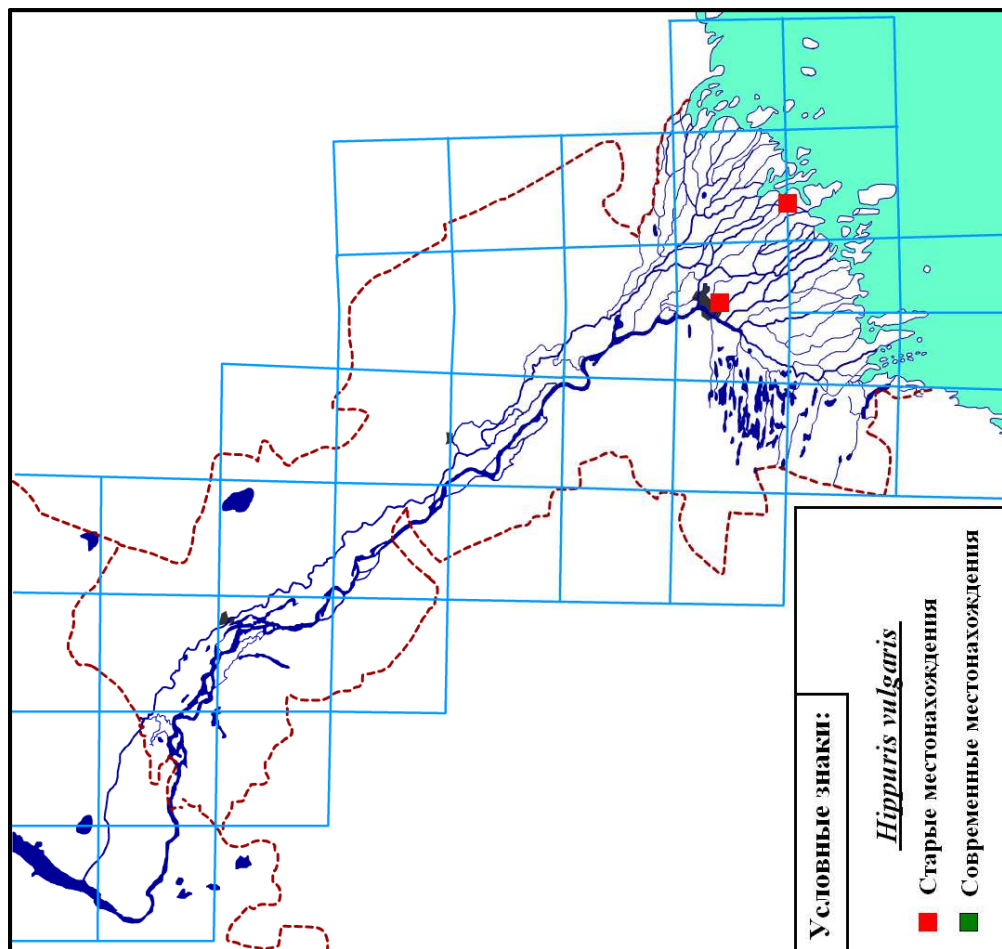 Условные знаки:
Hippuris vulgaris
Старые местонахождения
Современные местонахождения